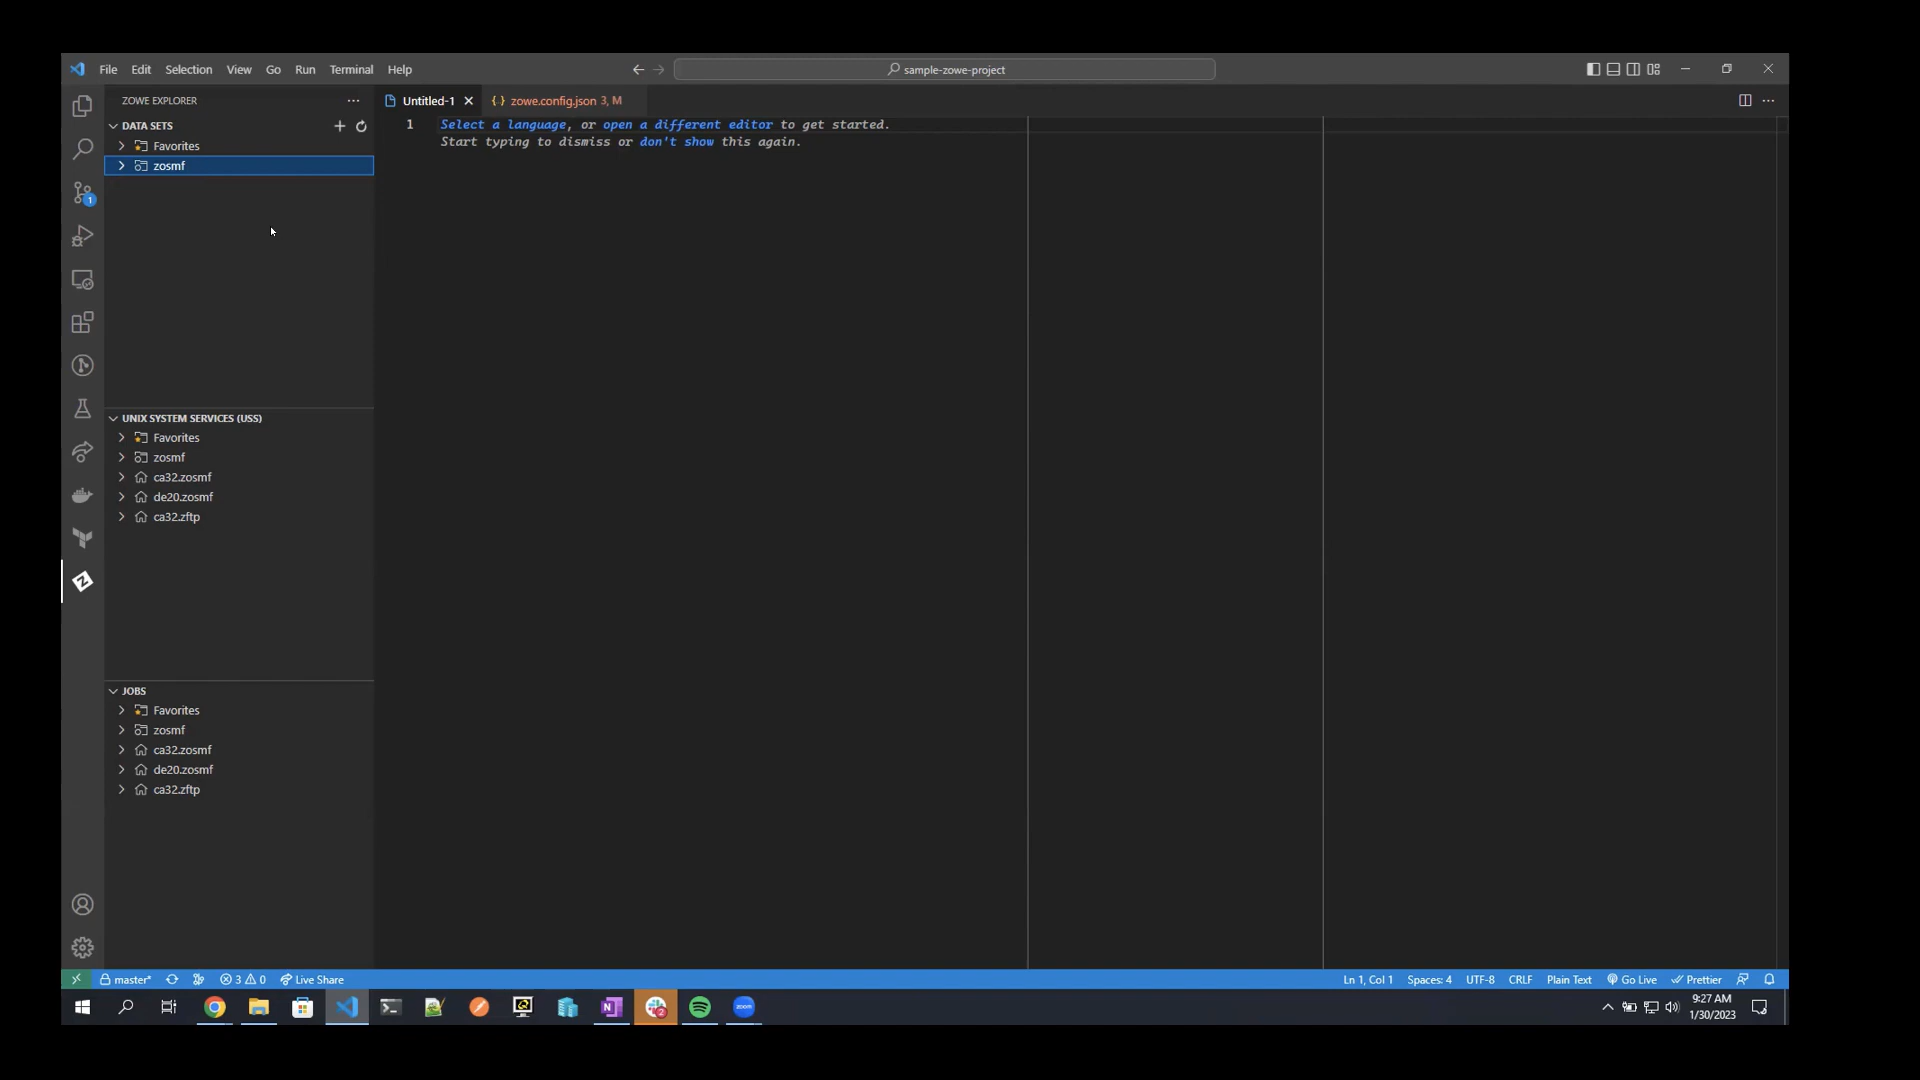 File Edit Selection View Go Run Terminal Help
sample-zowe-project
ZOWE EXPLORER
Untitled-1
{} zowe.config.json 3, M
DATA SETS
Favorites
zosmf
1 Select a language, or open a different editor to get started.
Start typing to dismiss or don't show this again.
1
UNIX SYSTEM SERVICES (USS)
Favorites
zosmf
ca32.zosmf
de20.zosmf
ca32.zftp
JOBS
Favorites
zosmf
ca32.zosmf
de20.zosmf
ca32.zftp
master* 3 0 Live Share
Ln 1, Col 1 Spaces: 4 UTF-8 CRLF Plain Text Go Live Prettier
2
zoom
9:27 AM
1/30/2023